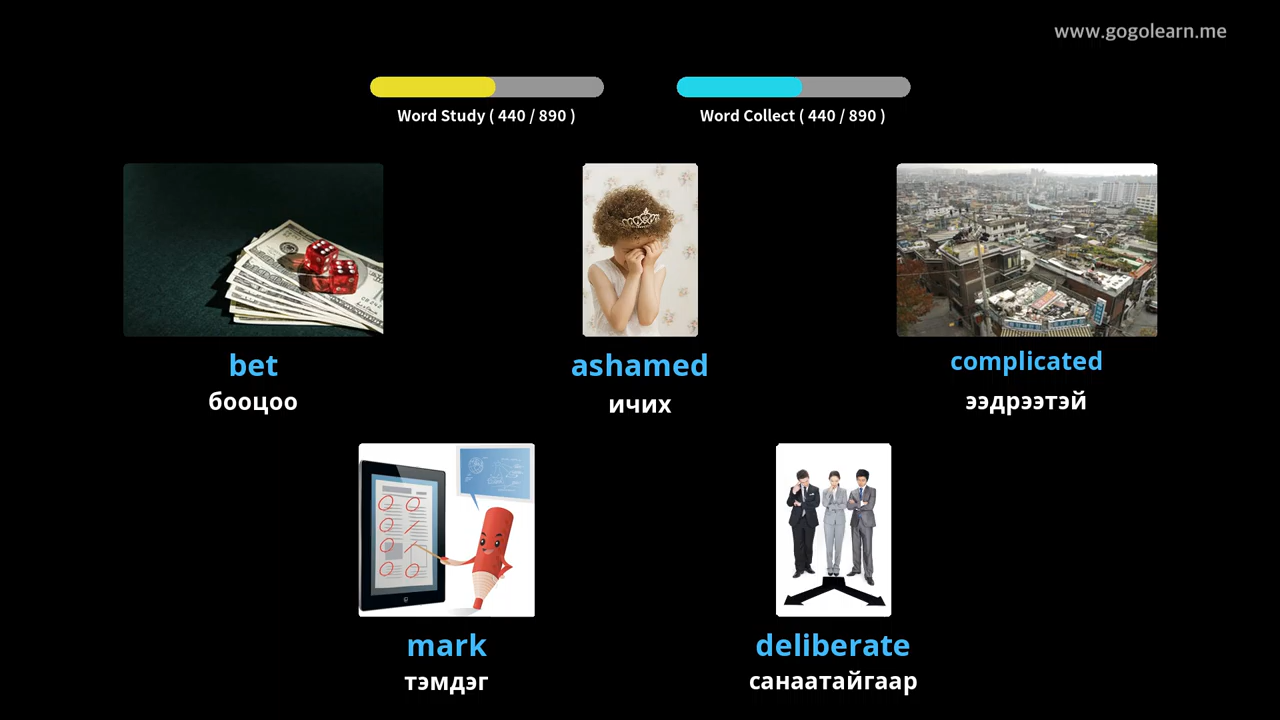 www.gogolearn.me
Word Study ( 440 / 890 )
Word Collect ( 440 / 890 )
bet
бооцоо
ashamed
ичих
complicated
ээдрээтэй
mark
тэмдэг
deliberate
санаатайгаар